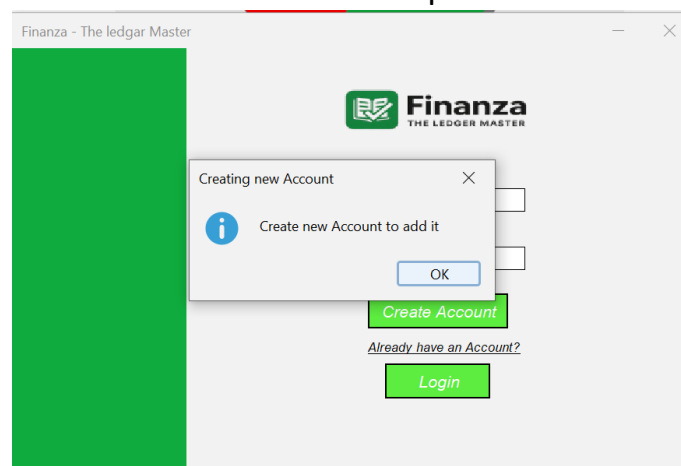 Finanza - The ledgar Master
Finanza
THE LEDGER MASTER
Creating new Account
Create new Account to add it
OK
Create Account
Already have an Account?
Login